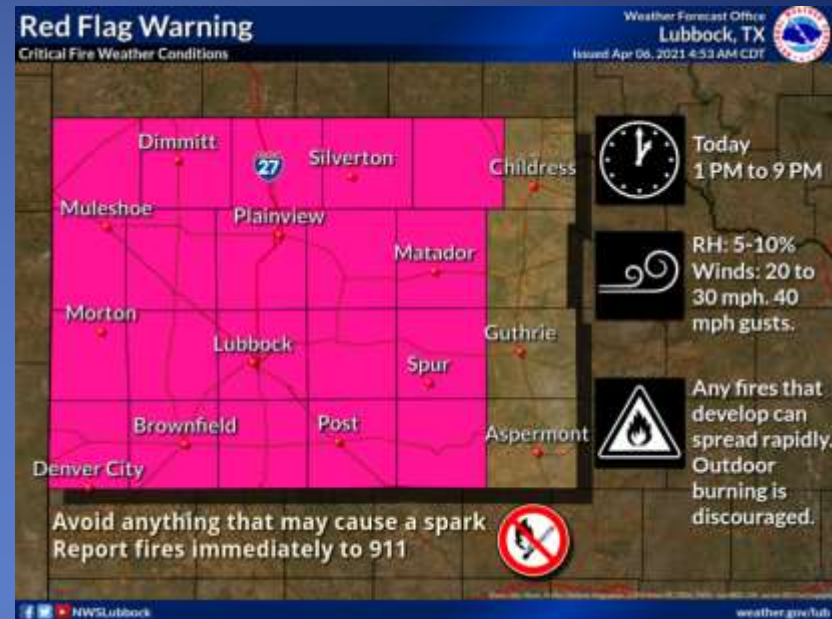 Red Flag Warning
Critical Fire Weather Conditions
Weather Forecast Office
Lubbock, TX
Issued Apr 06, 2021 4:53 AM CDT
Dimmitt
27
Silverton
Childress
Muleshoe
Plainview
Matador
Morton
Lubbock
Guthrie
Spur
Brownfield
Post
Aspermont
Denver City
Today
1 PM to 9 PM
RH: 5-10%
Winds: 20 to
30 mph. 40
mph gusts.
Any fires that
develop can
spread rapidly.
Outdoor
burning is
discouraged.
Avoid anything that may cause a spark
Report fires immediately to 911
NWSLubbock
weather.gov/lub